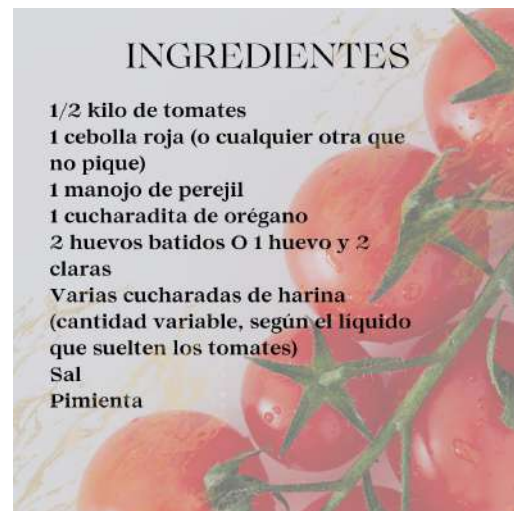 INGREDIENTES
1/2 kilo de tomates
1 cebolla roja (o cualquier otra que
no pique)
1 manojo de perejil
1 cucharadita de orégano
2 huevos batidos O 1 huevo y 2
claras
Varias cucharadas de harina
(cantidad variable, según el líquido
que suelten los tomates)
Sal
Pimienta